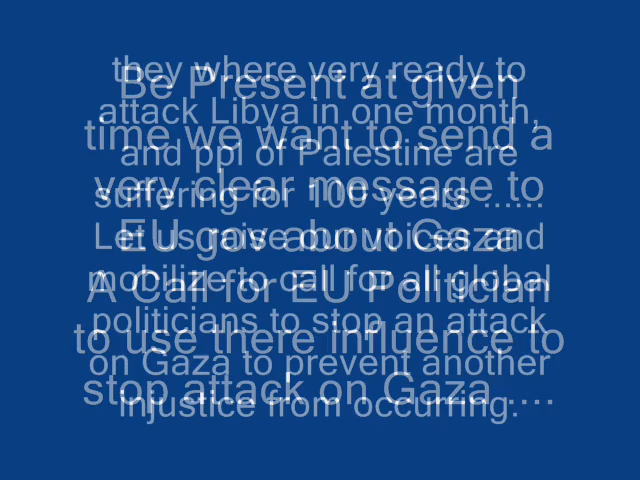 they where very ready to
attack Libya in one month,
and ppl of Palestine are
suffering for 100 years ......
Let us raise our voices and
mobilize to call for all global
politicians to stop an attack
on Gaza to prevent another
injustice from occurring.
Be Present at given
time we want to send a
very clear message to
EU gov about Gaza
A Call for EU Politician
to use there influence to
stop attack on Gaza ....